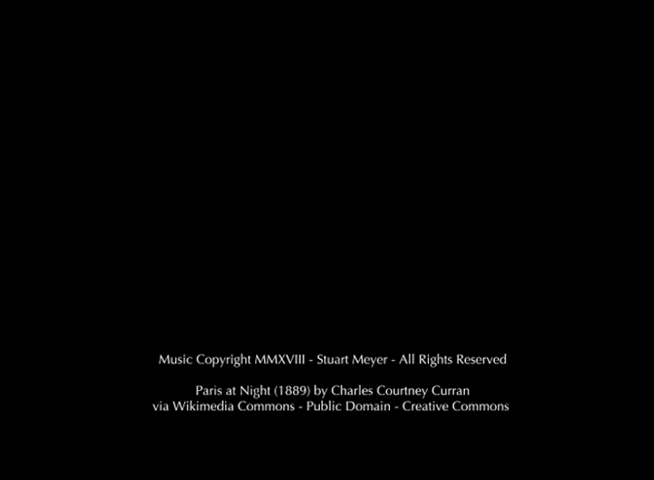 Music Copyright MMXVIII - Stuart Meyer - All Rights Reserved
Paris at Night (1889) by Charles Courtney Curran
via Wikimedia Commons - Public Domain - Creative Commons